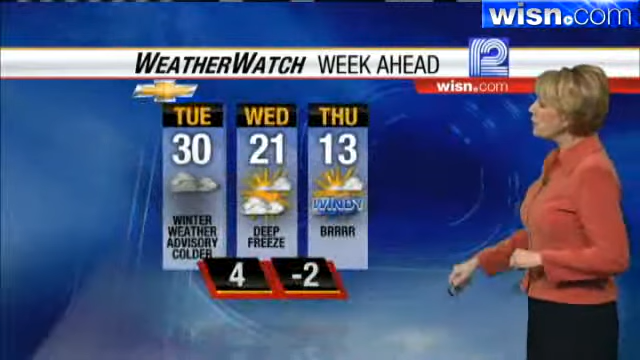 wisn.com
WEATHERWATCH WEEK AHEAD 12
wisn.com
TUE WED THU
30 21 13
WINDY
WINTER WEATHER ADVISORY COLDER
DEEP FREEZE
BRRRR
4 -2